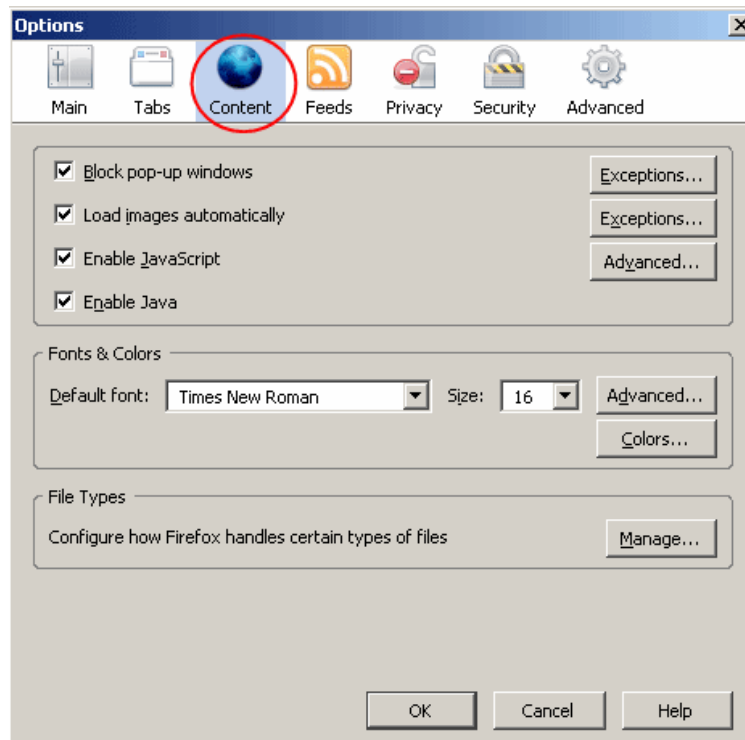 Options
Main Tabs Content Feeds Privacy Security Advanced
Block pop-up windows Exceptions...
Load images automatically Exceptions...
Enable JavaScript Advanced...
Enable Java
Fonts & Colors
Default font: Times New Roman Size: 16 Advanced...
Colors...
File Types
Configure how Firefox handles certain types of files Manage...
OK Cancel Help